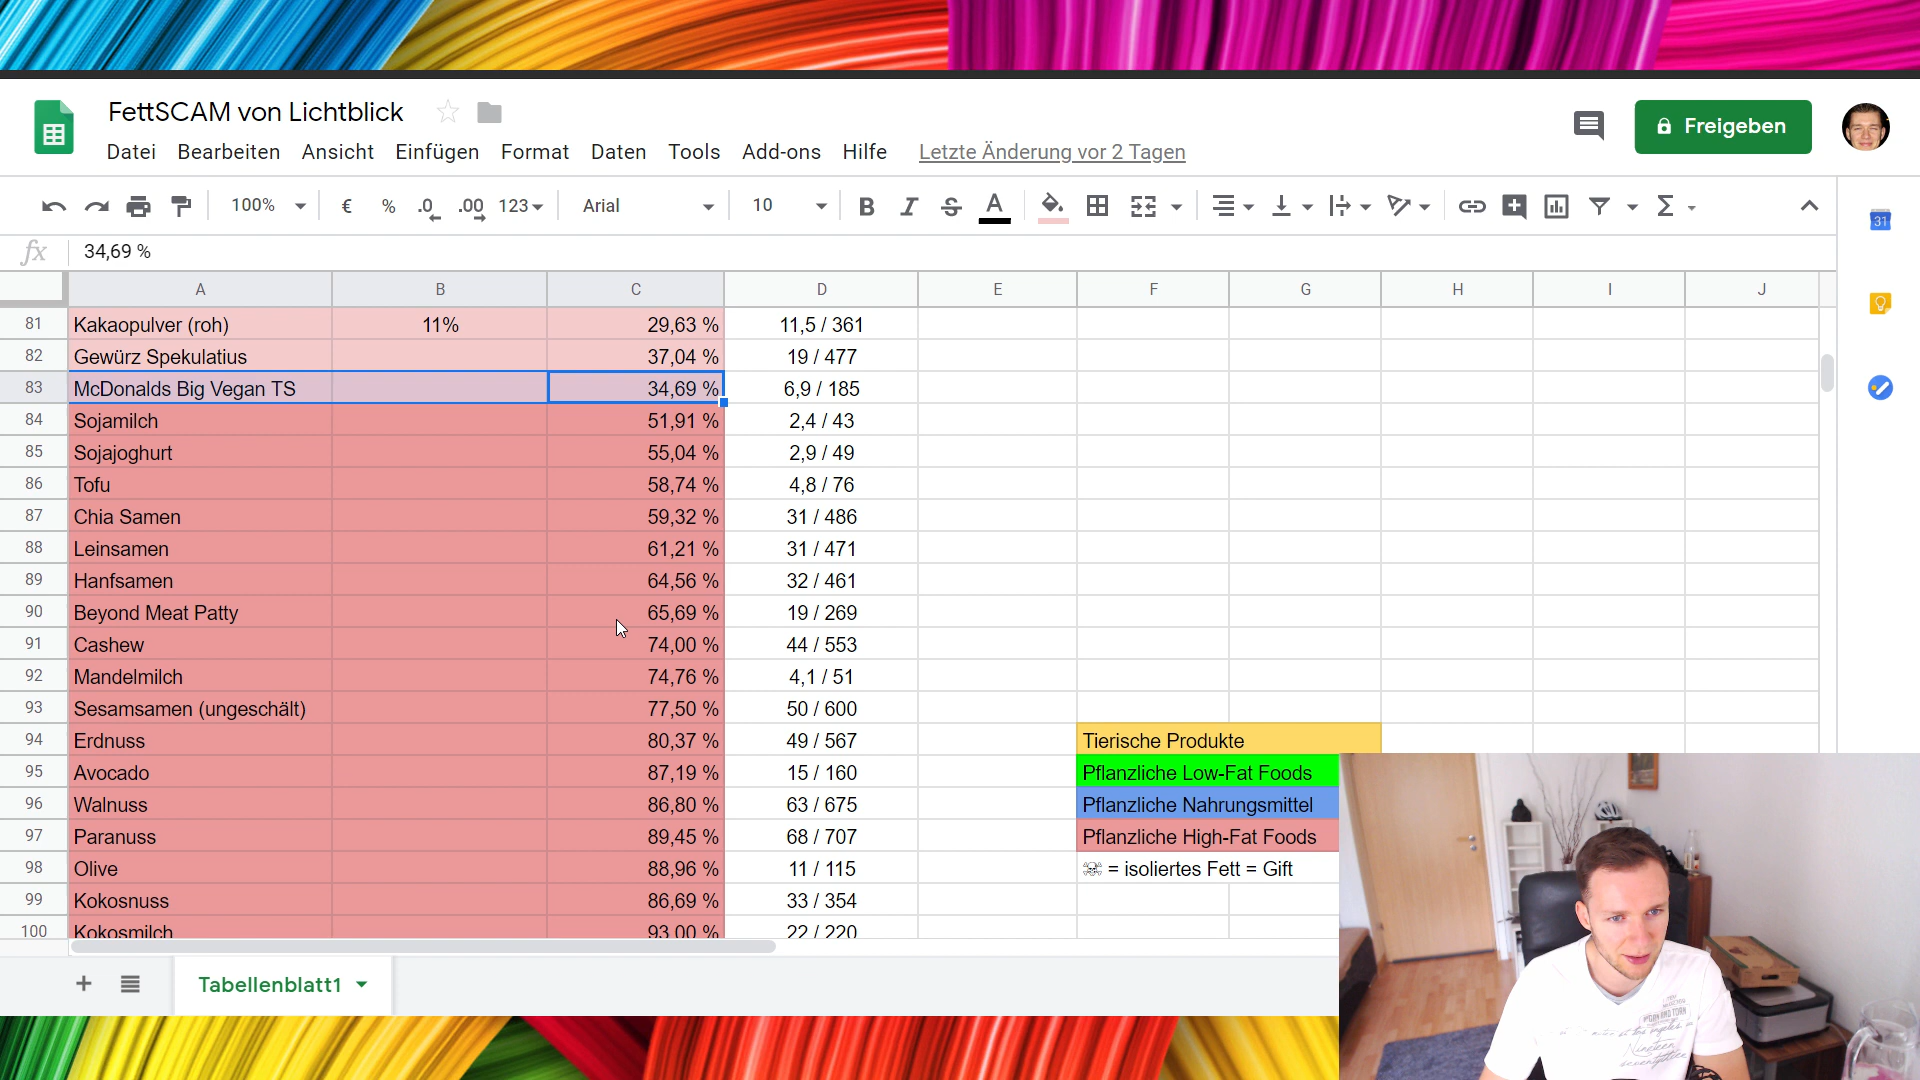 FettSCAM von Lichtblick
Datei Bearbeiten Ansicht Einfügen Format Daten Tools Add-ons Hilfe Letzte Änderung vor 2 Tagen
Freigeben
100% € % .0 .00 123 Arial 10 B I S A Σ
31
fx 34,69 %
A B C D E F G H I J
81 Kakaopulver (roh) 11% 29,63 % 11,5 / 361
82 Gewürz Spekulatius 37,04 % 19 / 477
83 McDonalds Big Vegan TS 34,69 % 6,9 / 185
84 Sojamilch 51,91 % 2,4 / 43
85 Sojajoghurt 55,04 % 2,9 / 49
86 Tofu 58,74 % 4,8 / 76
87 Chia Samen 59,32 % 31 / 486
88 Leinsamen 61,21 % 31 / 471
89 Hanfsamen 64,56 % 32 / 461
90 Beyond Meat Patty 65,69 % 19 / 269
91 Cashew 74,00 % 44 / 553
92 Mandelmilch 74,76 % 4,1 / 51
93 Sesamsamen (ungeschält) 77,50 % 50 / 600
94 Erdnuss 80,37 % 49 / 567 Tierische Produkte
95 Avocado 87,19 % 15 / 160 Pflanzliche Low-Fat Foods
96 Walnuss 86,80 % 63 / 675 Pflanzliche Nahrungsmittel
97 Paranuss 89,45 % 68 / 707 Pflanzliche High-Fat Foods
98 Olive 88,96 % 11 / 115 ☠ = isoliertes Fett = Gift
99 Kokosnuss 86,69 % 33 / 354
100 Kokosmilch 93,00 % 22 / 220
Tabellenblatt1